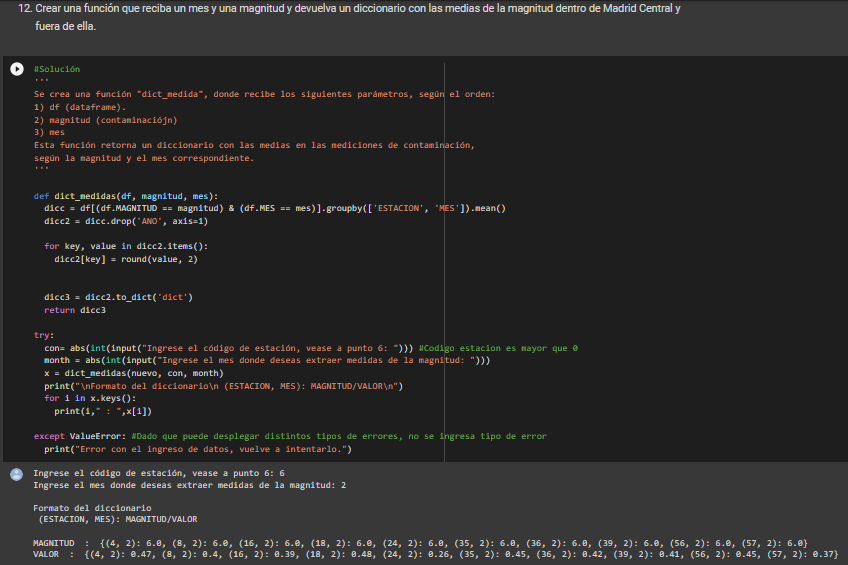 12. Crear una función que reciba un mes y una magnitud y devuelva un diccionario con las medias de la magnitud dentro de Madrid Central y
fuera de ella.
#Solución
'''
Se crea una función "dict_medida", donde recibe los siguientes parámetros, según el orden:
1) df (dataframe).
2) magnitud (contaminaciójn)
3) mes
Esta función retorna un diccionario con las medias en las mediciones de contaminación,
según la magnitud y el mes correspondiente.
'''
def dict_medidas(df, magnitud, mes):
  dicc = df[(df.MAGNITUD == magnitud) & (df.MES == mes)].groupby(['ESTACION', 'MES']).mean()
  dicc2 = dicc.drop('ANO', axis=1)
  for key, value in dicc2.items():
    dicc2[key] = round(value, 2)
  dicc3 = dicc2.to_dict('dict')
  return dicc3
try:
  con= abs(int(input("Ingrese el código de estación, vease a punto 6: "))) #Codigo estacion es mayor que 0
  month = abs(int(input("Ingrese el mes donde deseas extraer medidas de la magnitud: ")))
  x = dict_medidas(nuevo, con, month)
  print("\nFormato del diccionario\n (ESTACION, MES): MAGNITUD/VALOR\n")
  for i in x.keys():
    print(i," : ",x[i])
except ValueError: #Dado que puede desplegar distintos tipos de errores, no se ingresa tipo de error
  print("Error con el ingreso de datos, vuelve a intentarlo.")
Ingrese el código de estación, vease a punto 6: 6
Ingrese el mes donde deseas extraer medidas de la magnitud: 2
Formato del diccionario
 (ESTACION, MES): MAGNITUD/VALOR
MAGNITUD  :  {(4, 2): 6.0, (8, 2): 6.0, (16, 2): 6.0, (18, 2): 6.0, (24, 2): 6.0, (35, 2): 6.0, (36, 2): 6.0, (39, 2): 6.0, (56, 2): 6.0, (57, 2): 6.0}
VALOR  :  {(4, 2): 0.47, (8, 2): 0.4, (16, 2): 0.39, (18, 2): 0.48, (24, 2): 0.26, (35, 2): 0.45, (36, 2): 0.42, (39, 2): 0.41, (56, 2): 0.45, (57, 2): 0.37}